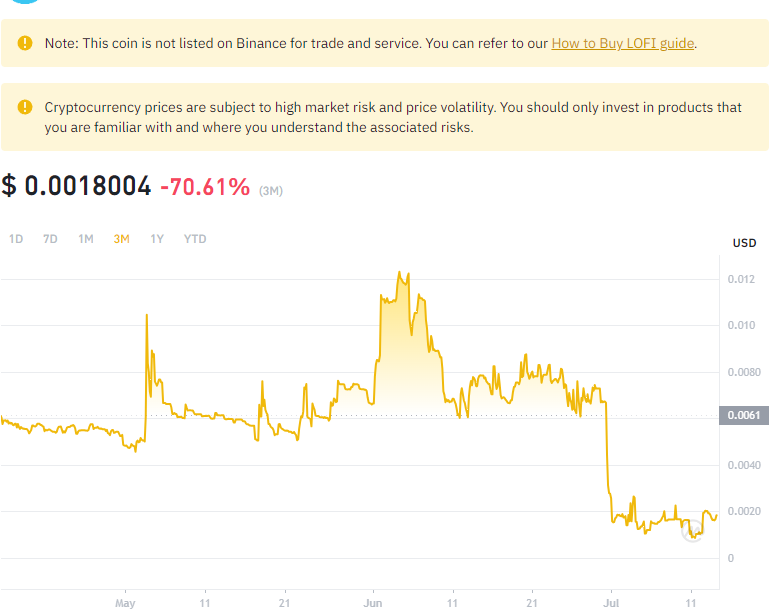 Note: This coin is not listed on Binance for trade and service. You can refer to our How to Buy LOFI guide.
Cryptocurrency prices are subject to high market risk and price volatility. You should only invest in products that
you are familiar with and where you understand the associated risks.
$ 0.0018004 -70.61% (3M)
1D 7D 1M 3M 1Y YTD
USD
0.012
0.010
0.0080
0.0061
0.0040
0.0020
0
May 11 21 Jun 11 21 Jul 11